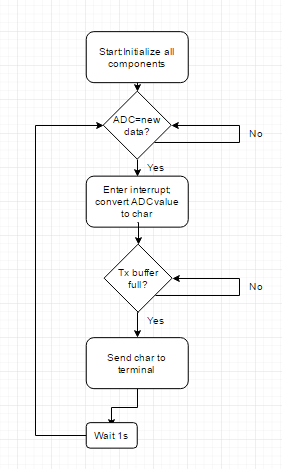 Start:Initialize all
components
ADC=new
data?
No
Yes
Enter interrupt;
convert ADC value
to char
Tx buffer
full?
No
Yes
Send char to
terminal
Wait 1s